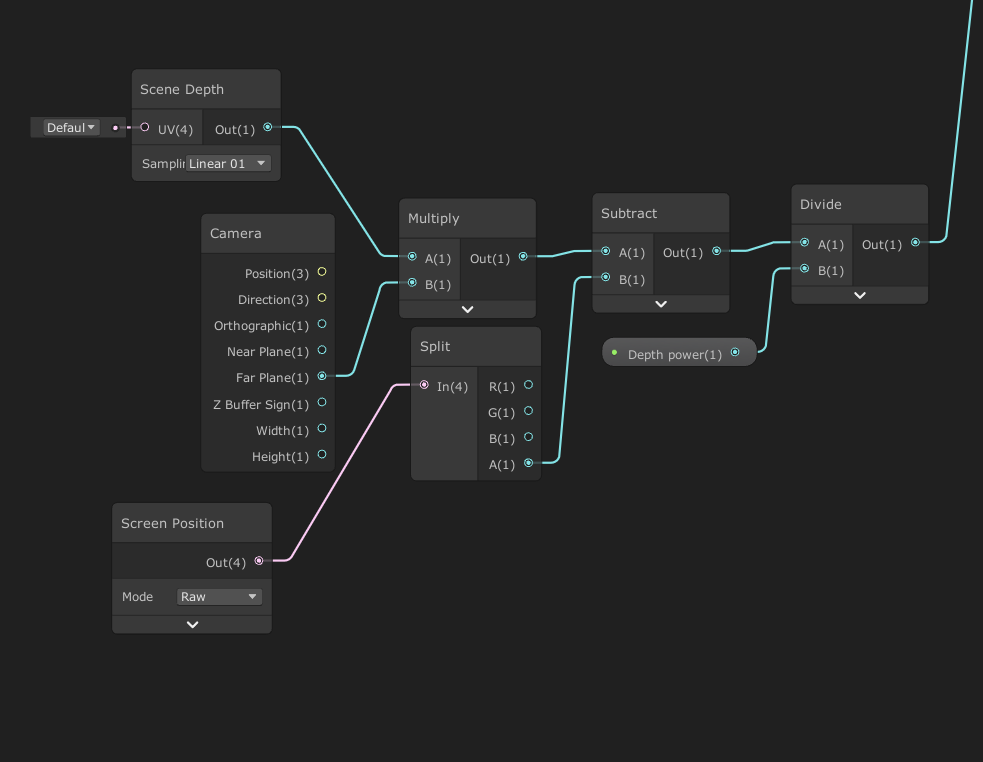 Scene Depth
Defaul
UV(4)
Out(1)
Samplin
Linear 01
Camera
Position(3)
Direction(3)
Orthographic(1)
Near Plane(1)
Far Plane(1)
Z Buffer Sign(1)
Width(1)
Height(1)
Multiply
A(1)
Out(1)
B(1)
Split
In(4)
R(1)
G(1)
B(1)
A(1)
Screen Position
Out(4)
Mode
Raw
Subtract
A(1)
Out(1)
B(1)
Depth power(1)
Divide
A(1)
Out(1)
B(1)